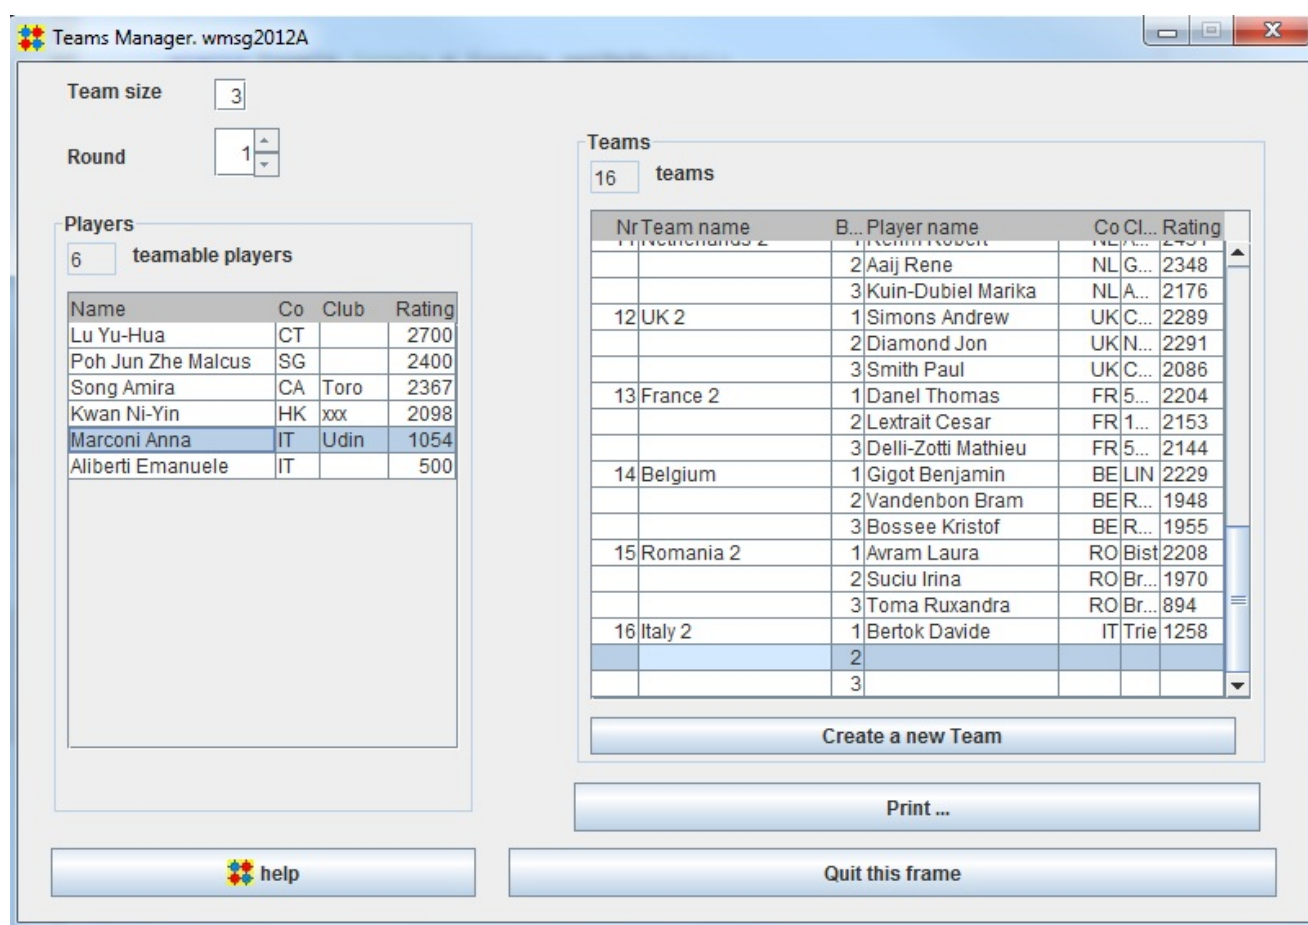 Teams Manager. wmsg2012A
Team size 3
Round 1
Players
6 teamable players
Name Co Club Rating
Lu Yu-Hua CT 2700
Poh Jun Zhe Malcus SG 2400
Song Amira CA Toro 2367
Kwan Ni-Yin HK xxx 2098
Marconi Anna IT Udin 1054
Aliberti Emanuele IT 500
Teams
16 teams
Nr Team name B... Player name Co Cl... Rating
11 Netherlands 2 1 Robert NL A... 2431
2 Aaij Rene NL G... 2348
3 Kuin-Dubiel Marika NL A... 2176
12 UK 2 1 Simons Andrew UK C... 2289
2 Diamond Jon UK N... 2291
3 Smith Paul UK C... 2086
13 France 2 1 Danel Thomas FR 5... 2204
2 Lextrait Cesar FR 1... 2153
3 Delli-Zotti Mathieu FR 5... 2144
14 Belgium 1 Gigot Benjamin BE LIN 2229
2 Vandenbon Bram BE R... 1948
3 Bossee Kristof BE R... 1955
15 Romania 2 1 Avram Laura RO Bist 2208
2 Suciu Irina RO Br... 1970
3 Toma Ruxandra RO Br... 894
16 Italy 2 1 Bertok Davide IT Trie 1258
2
3
Create a new Team
Print ...
help
Quit this frame